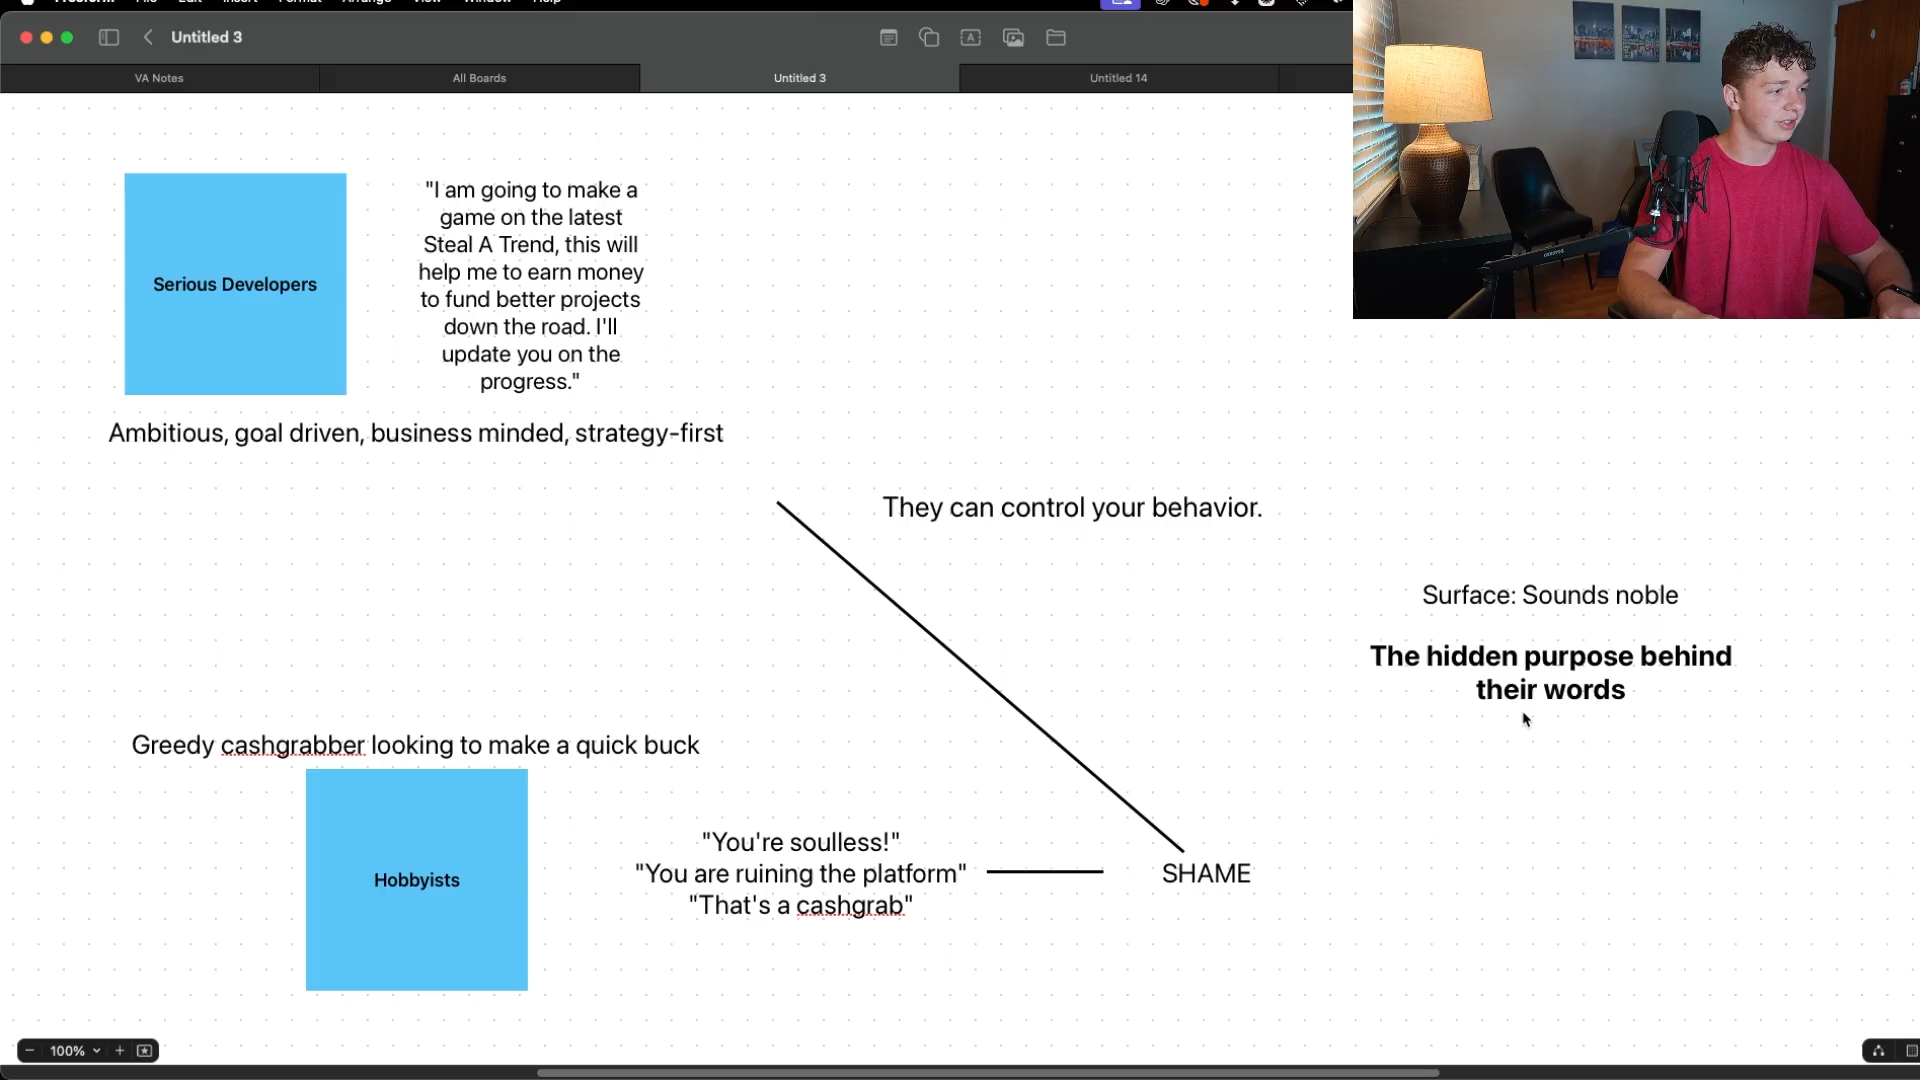 Untitled 3
VA Notes
All Boards
Untitled 3
Untitled 14
Serious Developers
"I am going to make a
game on the latest
Steal A Trend, this will
help me to earn money
to fund better projects
down the road. I'll
update you on the
progress."
Ambitious, goal driven, business minded, strategy-first
They can control your behavior.
Surface: Sounds noble
The hidden purpose behind
their words
Greedy cashgrabber looking to make a quick buck
Hobbyists
"You're soulless!"
"You are ruining the platform"
"That's a cashgrab"
SHAME
100%